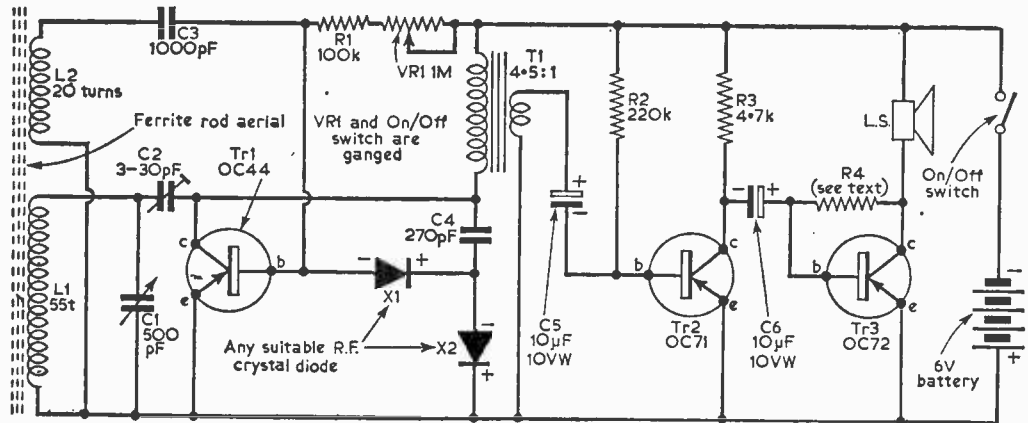 C3
1000pF
R1
100k
VR1 1M
T1
4·5:1
L2
20 turns
Ferrite rod aerial
VR1 and On/Off
switch are
ganged
R2
220k
R3
4·7k
L.S.
On/Off
switch
C2
3-30pF
Tr1
OC44
C4
270pF
R4
(see text)
- +
+
-
c
b
e
- +
X1
-
X2
+
L1
55t
C1
500
pF
Any suitable R.F.
crystal diode
C5
10µF
10VW
c
b
e
Tr2
OC71
C6
10µF
10VW
c
b
e
Tr3
OC72
-
6V
battery
+